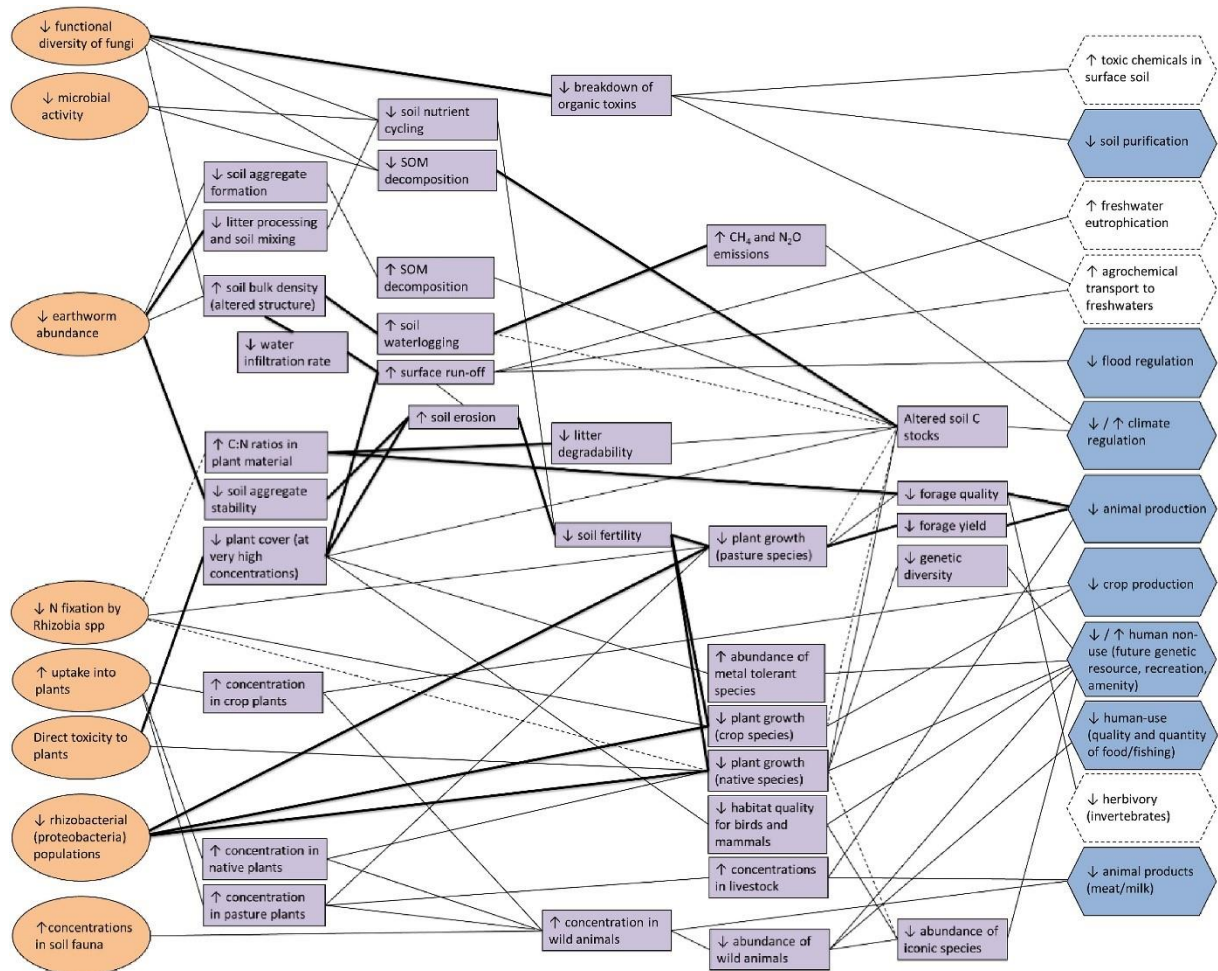 ↓ functional
diversity of fungi
↓ microbial
activity
↓ earthworm
abundance
↓ N fixation by
Rhizobia spp
↑ uptake into
plants
Direct toxicity to
plants
↓ rhizobacterial
(proteobacteria)
populations
↑concentrations
in soil fauna
↓ soil aggregate
formation
↓ litter processing
and soil mixing
↑ soil bulk density
(altered structure)
↓ water
infiltration rate
↑ C:N ratios in
plant material
↓ soil aggregate
stability
↓ plant cover (at
very high
concentrations)
↑ concentration
in crop plants
↑ concentration in
native plants
↑ concentration
in pasture plants
↓ soil nutrient
cycling
↓ SOM
decomposition
↑ SOM
decomposition
↑ soil
waterlogging
↑ surface run-off
↑ soil erosion
↓ breakdown of
organic toxins
↓ litter
degradability
↓ soil fertility
↑ concentration in
wild animals
↑ CH₄ and N₂O
emissions
↓ plant growth
(pasture species)
↑ abundance of
metal tolerant
species
↓ plant growth
(crop species)
↓ plant growth
(native species)
↓ habitat quality
for birds and
mammals
↑ concentrations
in livestock
↓ abundance of
wild animals
Altered soil C
stocks
↓ forage quality
↓ forage yield
↓ genetic
diversity
↓ abundance of
iconic species
↑ toxic chemicals in
surface soil
↓ soil purification
↑ freshwater
eutrophication
↑ agrochemical
transport to
freshwaters
↓ flood regulation
↓ / ↑ climate
regulation
↓ animal production
↓ crop production
↓ / ↑ human non-
use (future genetic
resource, recreation,
amenity)
↓ human-use
(quality and quantity
of food/fishing)
↓ herbivory
(invertebrates)
↓ animal products
(meat/milk)